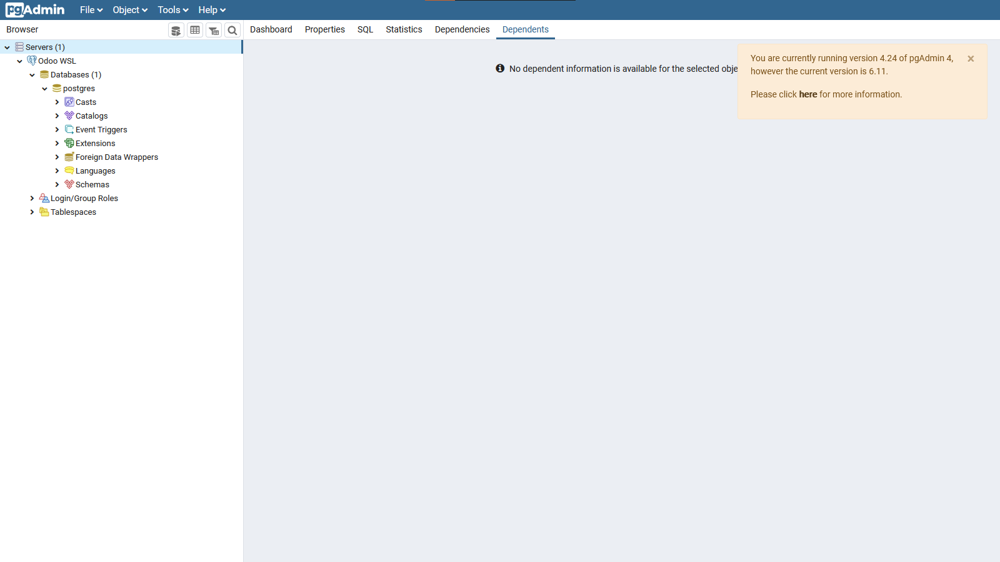 pgAdmin File Object Tools Help
Browser
Dashboard Properties SQL Statistics Dependencies Dependents
Servers (1)
Odoo WSL
Databases (1)
postgres
Casts
Catalogs
Event Triggers
Extensions
Foreign Data Wrappers
Languages
Schemas
Login/Group Roles
Tablespaces
No dependent information is available for the selected obje
You are currently running version 4.24 of pgAdmin 4,
however the current version is 6.11.
Please click here for more information.